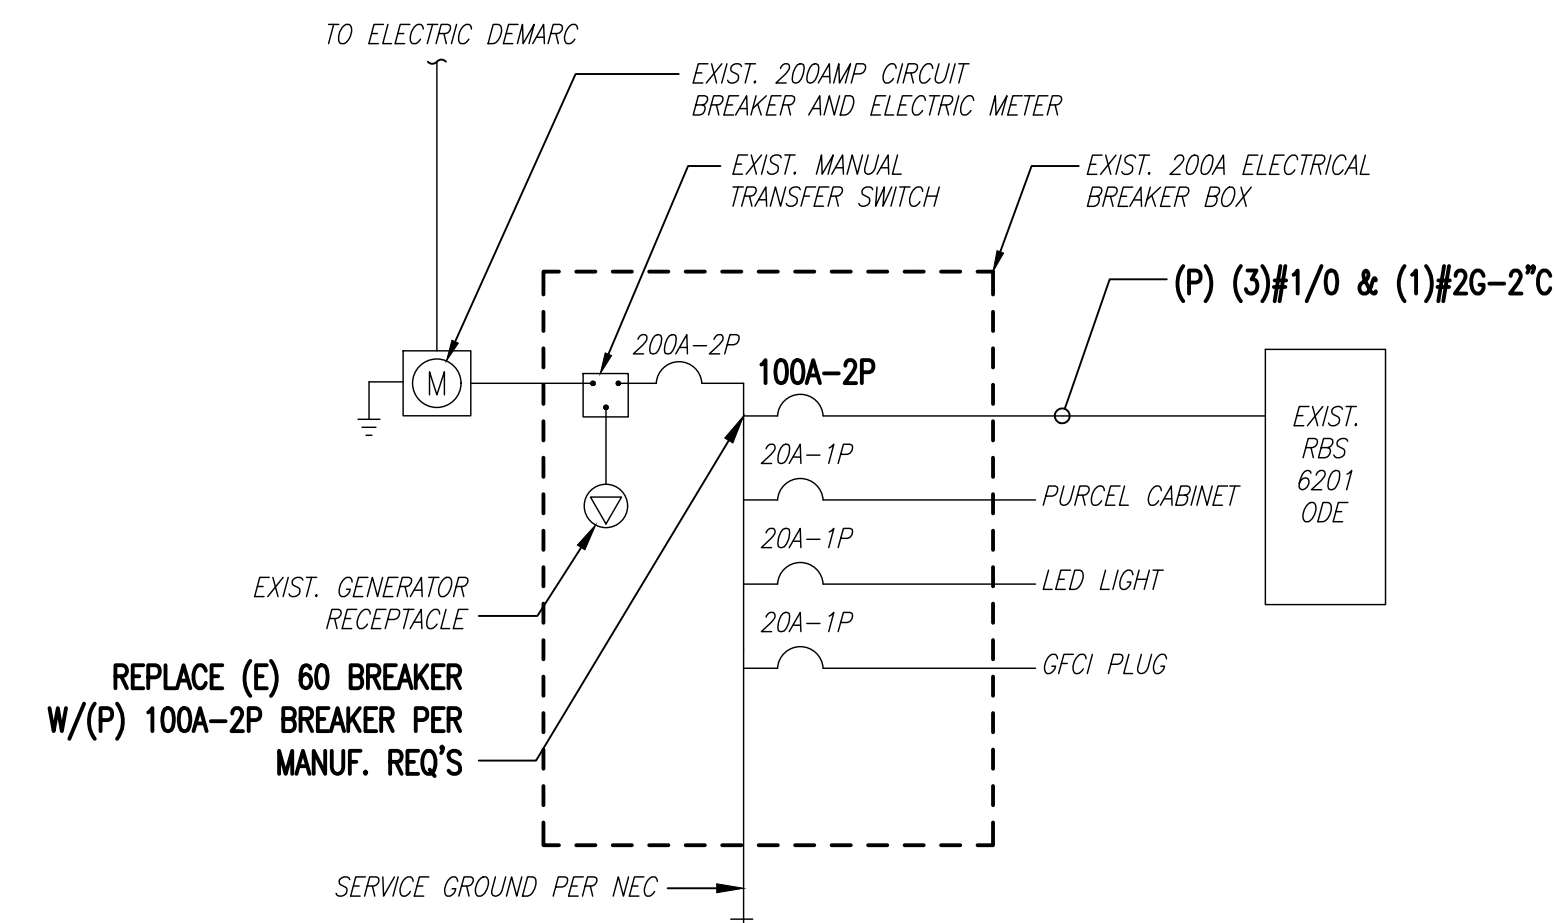 TO ELECTRIC DEMARC
EXIST. 200AMP CIRCUIT
BREAKER AND ELECTRIC METER
EXIST. MANUAL
TRANSFER SWITCH
EXIST. 200A ELECTRICAL
BREAKER BOX
(P) (3)#1/0 & (1)#2G-2"C
200A-2P
100A-2P
M
EXIST.
RBS
6201
ODE
20A-1P
PURCEL CABINET
20A-1P
LED LIGHT
20A-1P
GFCI PLUG
EXIST. GENERATOR
RECEPTACLE
REPLACE (E) 60 BREAKER
W/(P) 100A-2P BREAKER PER
MANUF. REQ'S
SERVICE GROUND PER NEC